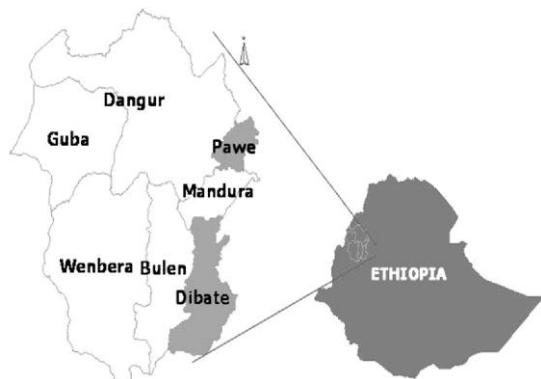 Dangur
Guba
Pawe
Mandura
Wenbera
Bulen
Dibate
ETHIOPIA